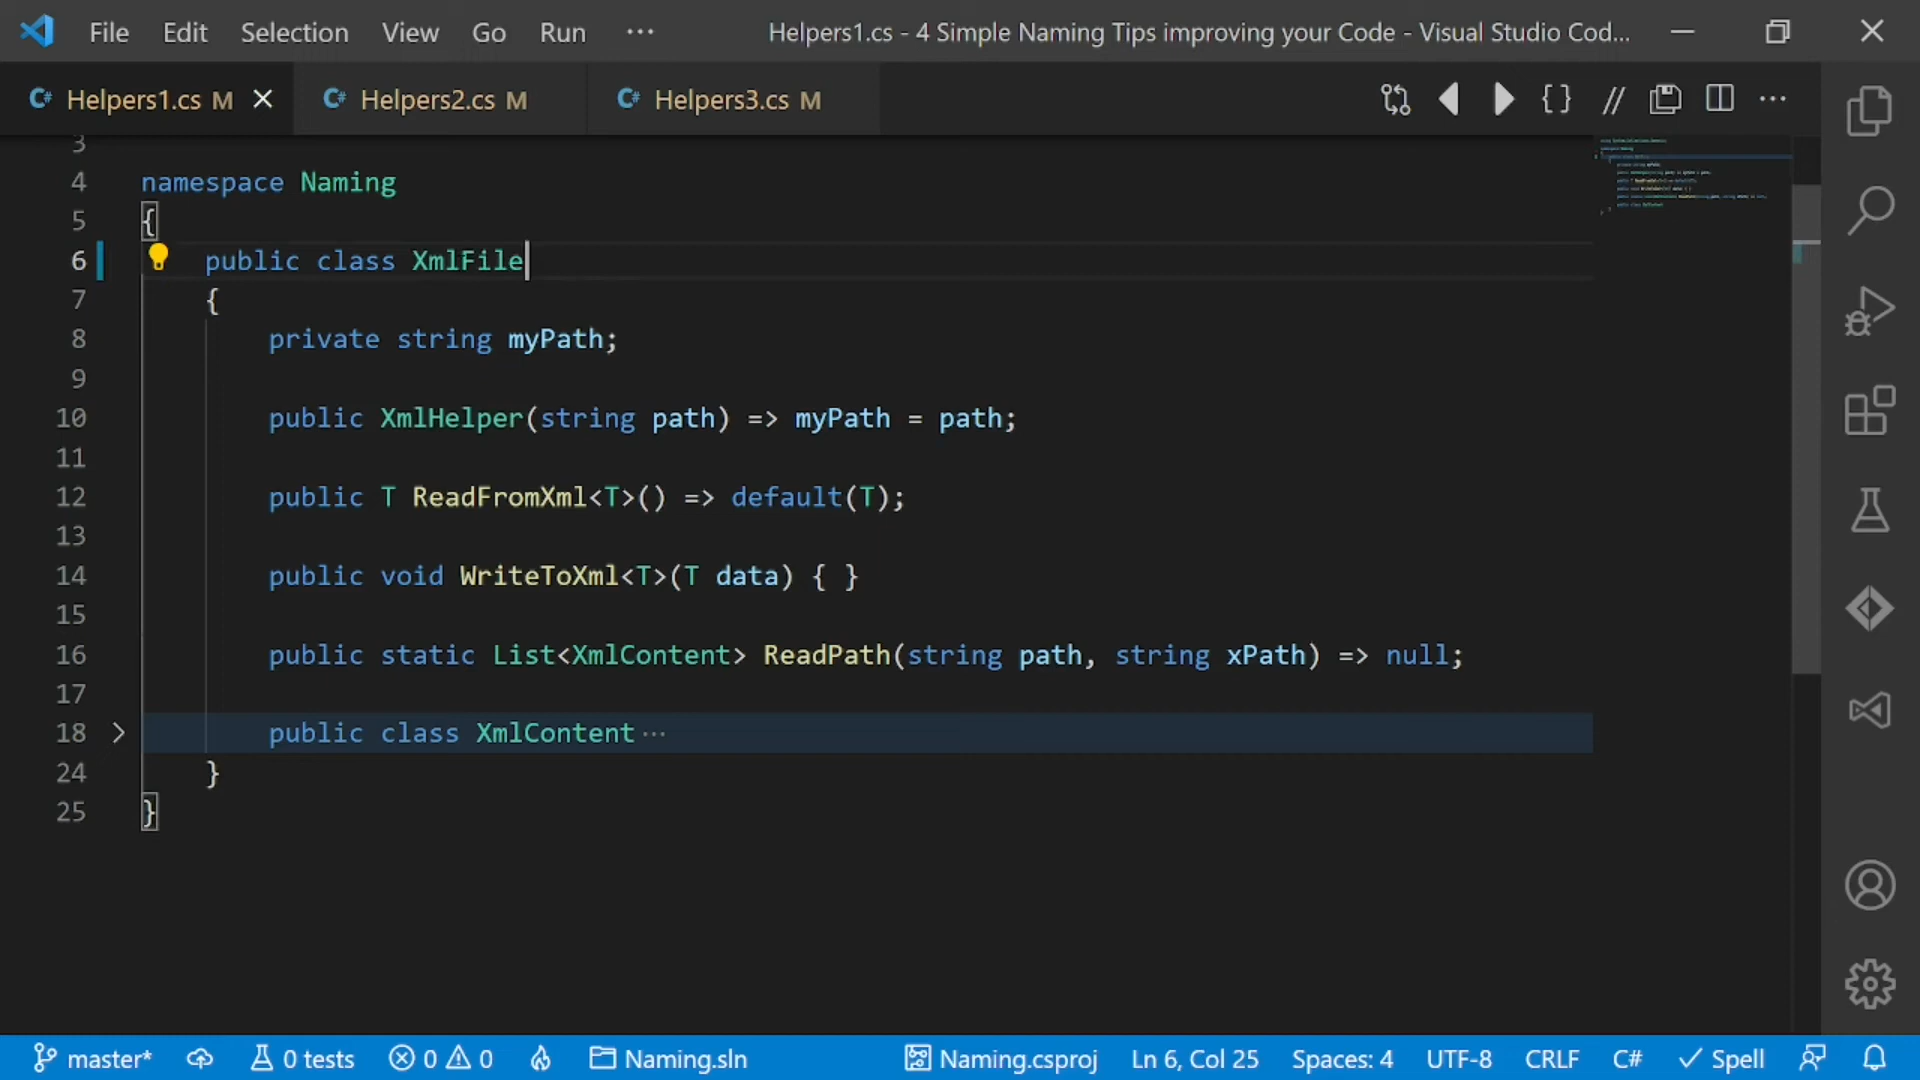 File Edit Selection View Go Run ··· Helpers1.cs - 4 Simple Naming Tips improving your Code - Visual Studio Cod...
C# Helpers1.cs M C# Helpers2.cs M C# Helpers3.cs M
3
4 namespace Naming
5 {
6 public class XmlFile
7 {
8 private string myPath;
9
10 public XmlHelper(string path) => myPath = path;
11
12 public T ReadFromXml<T>() => default(T);
13
14 public void WriteToXml<T>(T data) { }
15
16 public static List<XmlContent> ReadPath(string path, string xPath) => null;
17
18 public class XmlContent ···
24 }
25 }
master* 0 tests 0 0 Naming.sln Naming.csproj Ln 6, Col 25 Spaces: 4 UTF-8 CRLF C# Spell